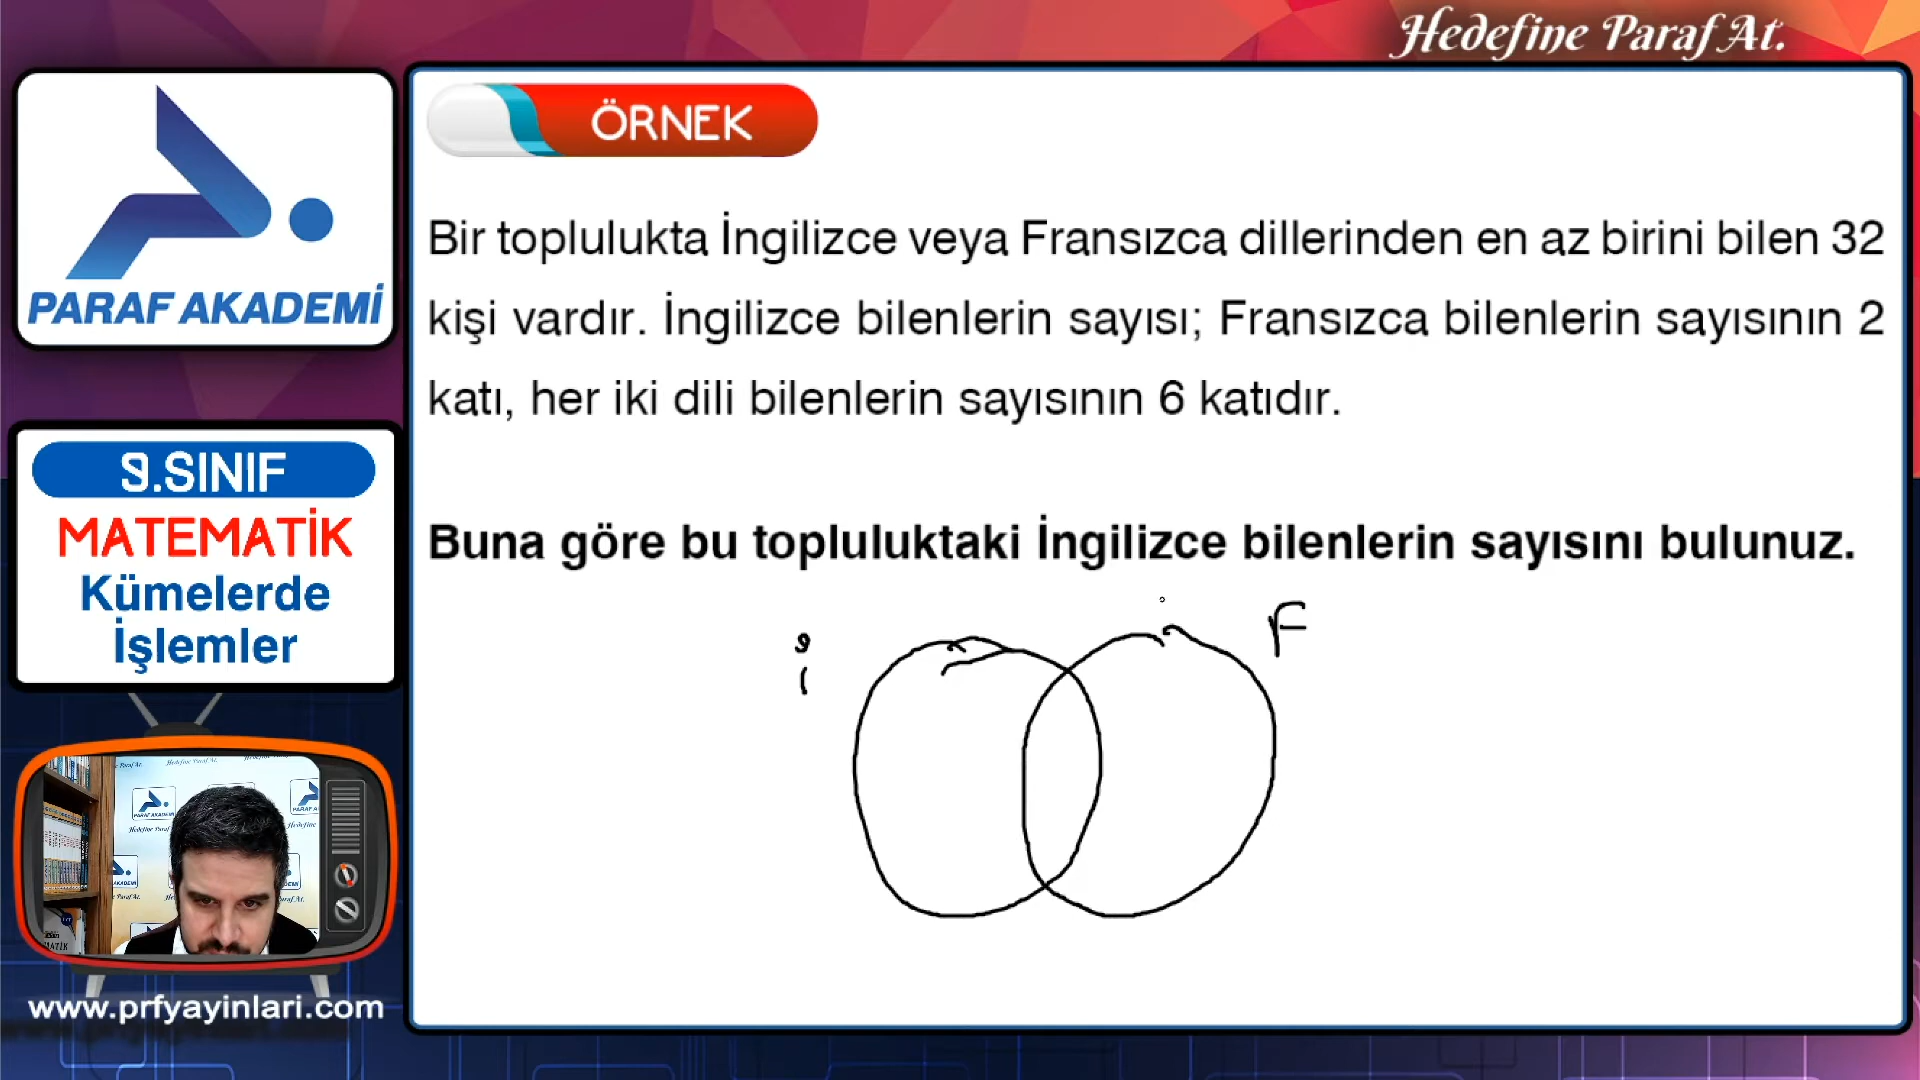 Hedefine Paraf At.
ÖRNEK
PARAF AKADEMİ
Bir toplulukta İngilizce veya Fransızca dillerinden en az birini bilen 32
kişi vardır. İngilizce bilenlerin sayısı; Fransızca bilenlerin sayısının 2
katı, her iki dili bilenlerin sayısının 6 katıdır.
Buna göre bu topluluktaki İngilizce bilenlerin sayısını bulunuz.
9.SINIF
MATEMATİK
Kümelerde
İşlemler
İ
F
www.prfyayinlari.com